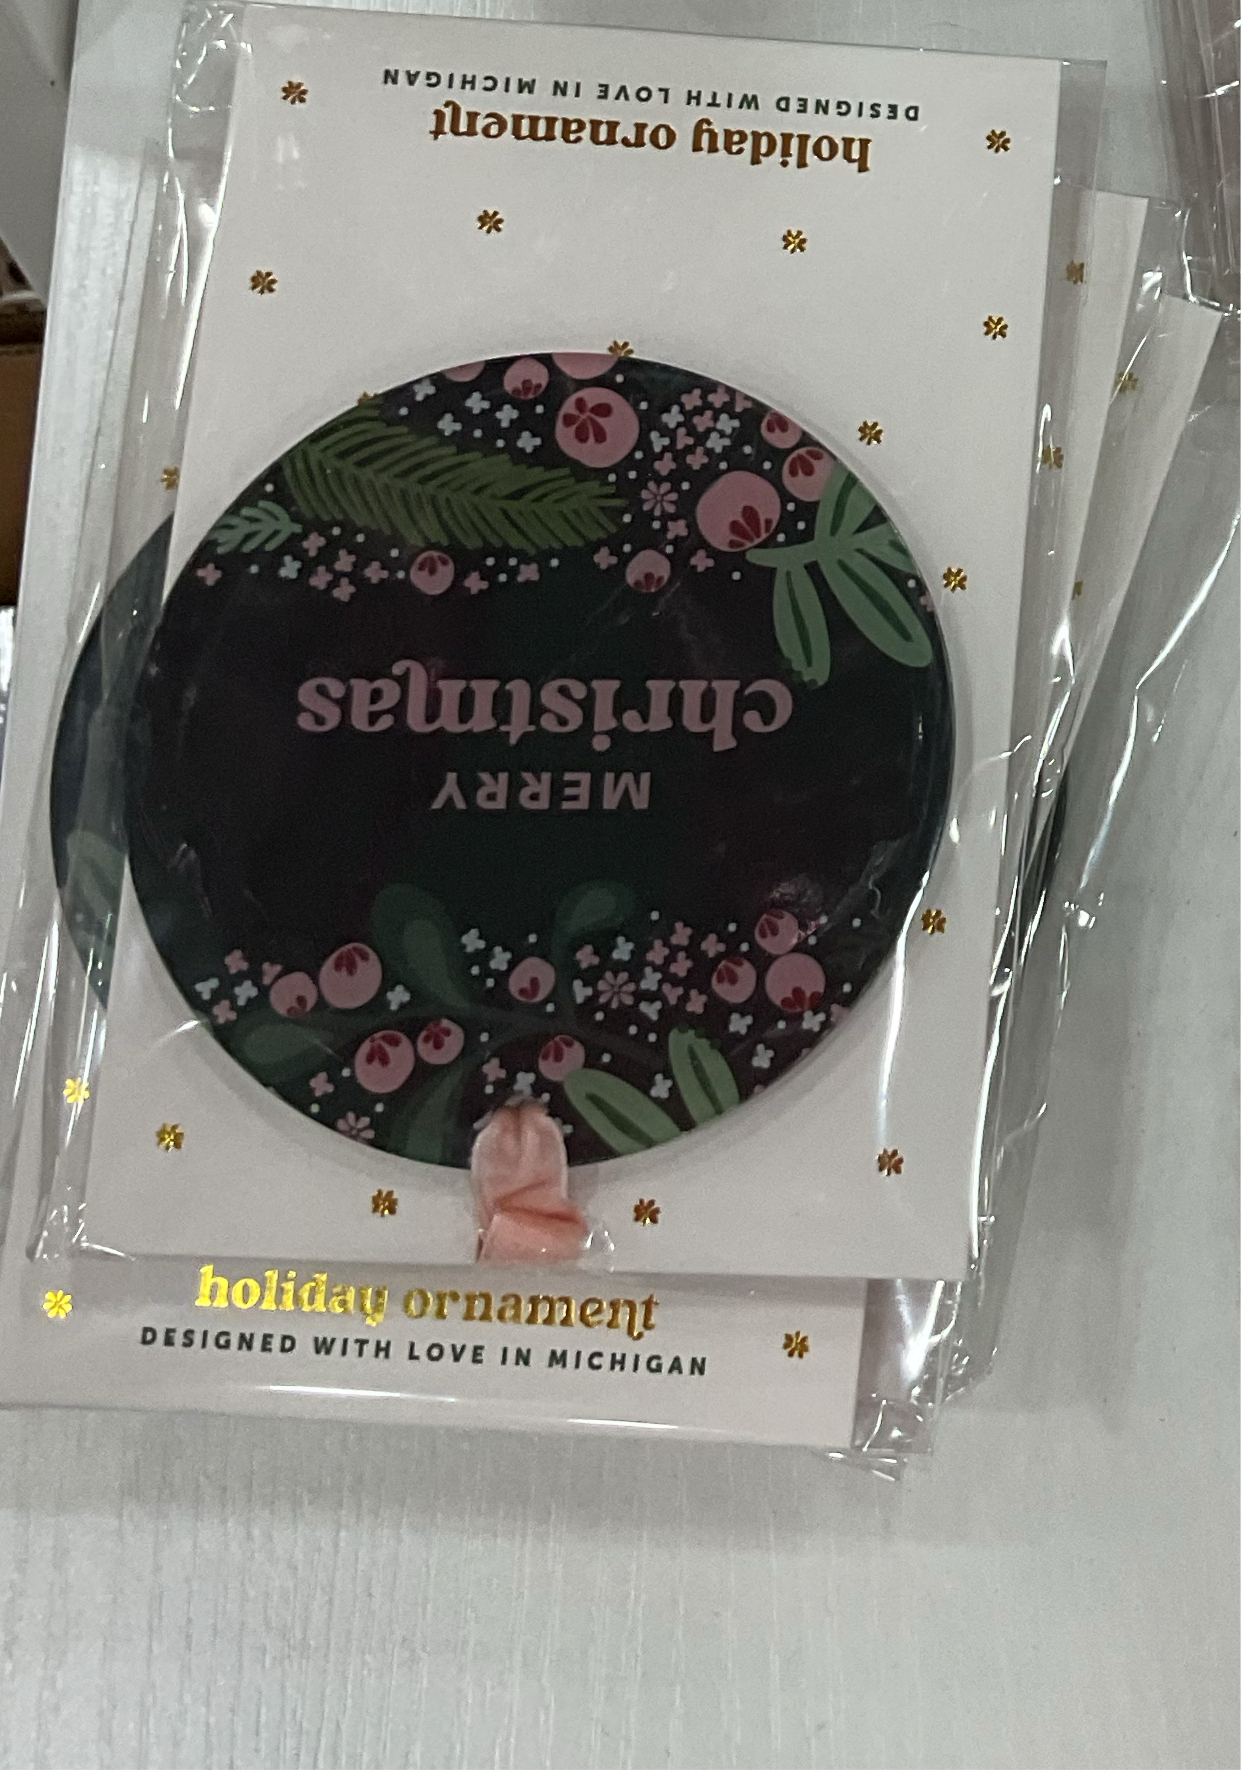 DESIGNED WITH LOVE IN MICHIGAN
holiday ornament
christmas
MERRY
holiday ornament
DESIGNED WITH LOVE IN MICHIGAN